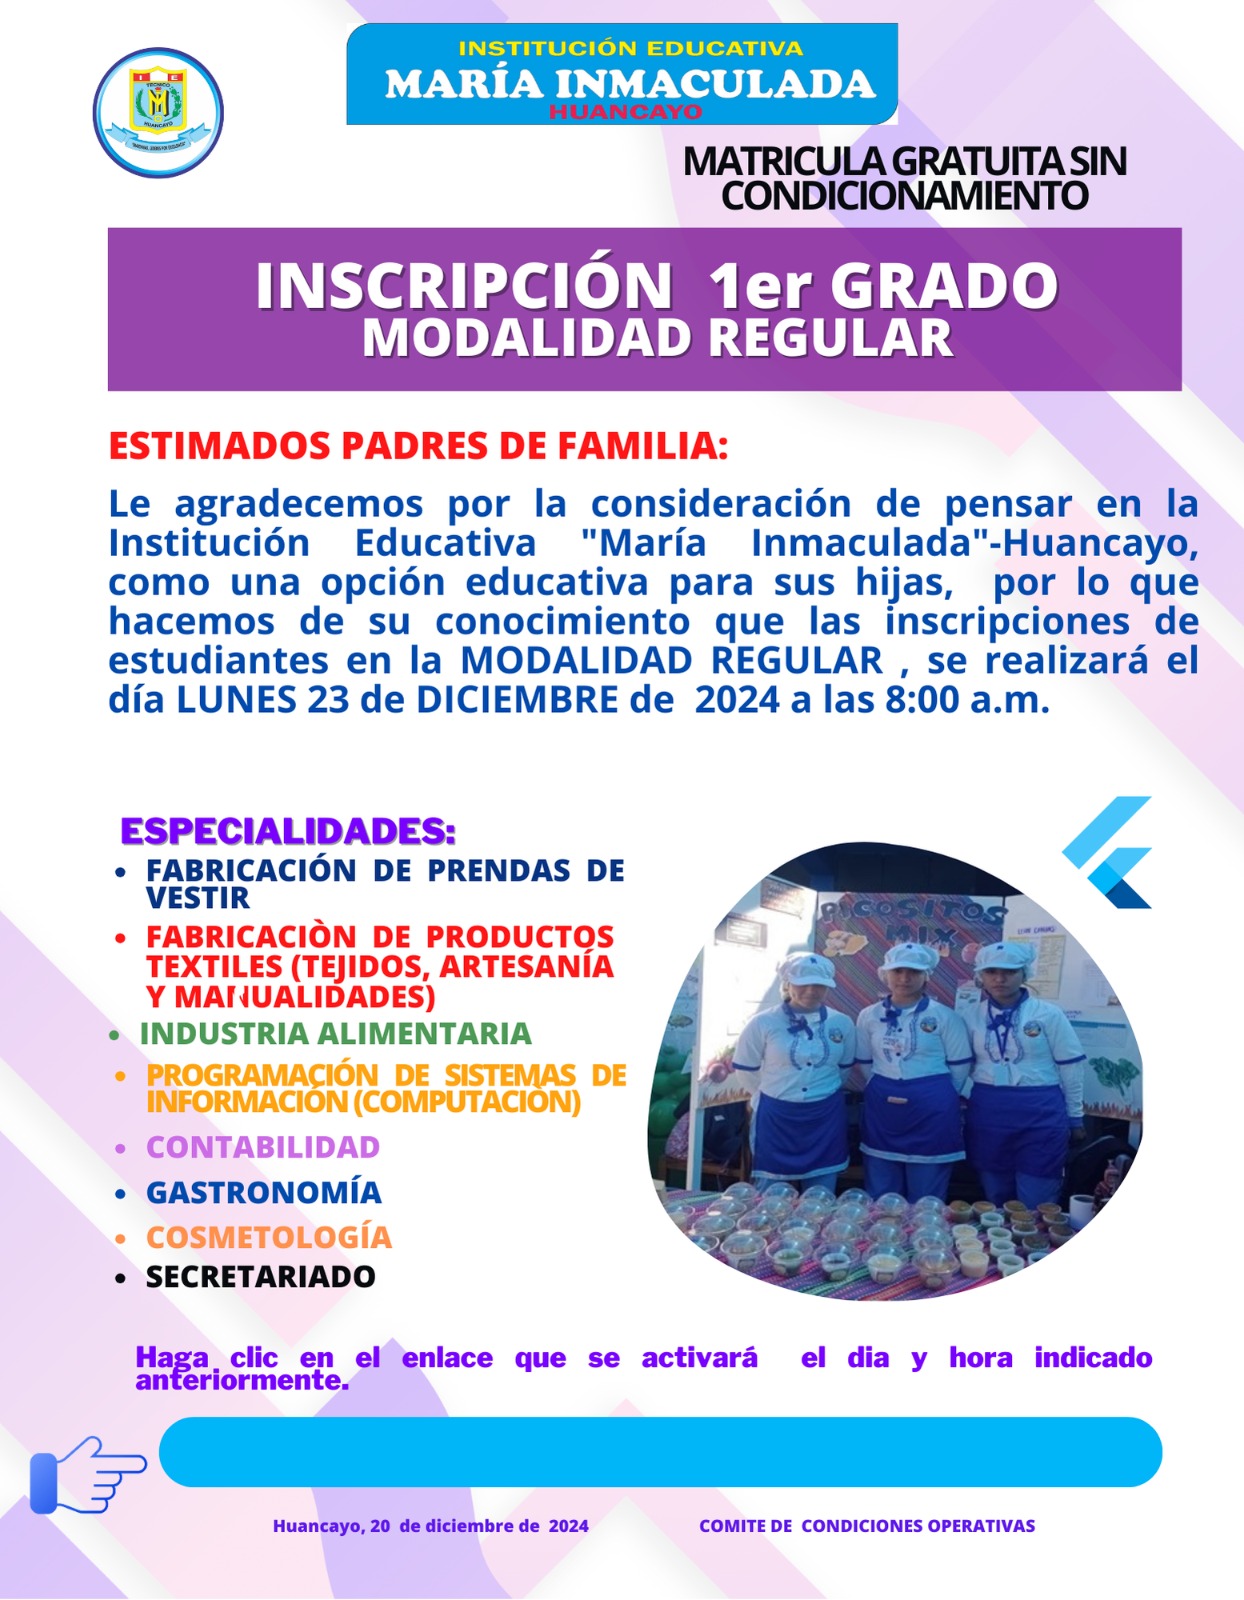 INSTITUCIÓN EDUCATIVA
MARÍA INMACULADA
HUANCAYO
I E
TÉCNICO
HUANCAYO
MATRICULA GRATUITA SIN
CONDICIONAMIENTO
INSCRIPCIÓN 1er GRADO
MODALIDAD REGULAR
ESTIMADOS PADRES DE FAMILIA:
Le agradecemos por la consideración de pensar en la
Institución Educativa "María Inmaculada"-Huancayo,
como una opción educativa para sus hijas, por lo que
hacemos de su conocimiento que las inscripciones de
estudiantes en la MODALIDAD REGULAR , se realizará el
día LUNES 23 de DICIEMBRE de 2024 a las 8:00 a.m.
ESPECIALIDADES:
• FABRICACIÓN DE PRENDAS DE
VESTIR
• FABRICACIÒN DE PRODUCTOS
TEXTILES (TEJIDOS, ARTESANÍA
Y MANUALIDADES)
• INDUSTRIA ALIMENTARIA
• PROGRAMACIÓN DE SISTEMAS DE
INFORMACIÓN (COMPUTACIÒN)
• CONTABILIDAD
• GASTRONOMÍA
• COSMETOLOGÍA
• SECRETARIADO
PICOSITOS
MIX
Haga clic en el enlace que se activará el dia y hora indicado
anteriormente.
Huancayo, 20 de diciembre de 2024 COMITE DE CONDICIONES OPERATIVAS